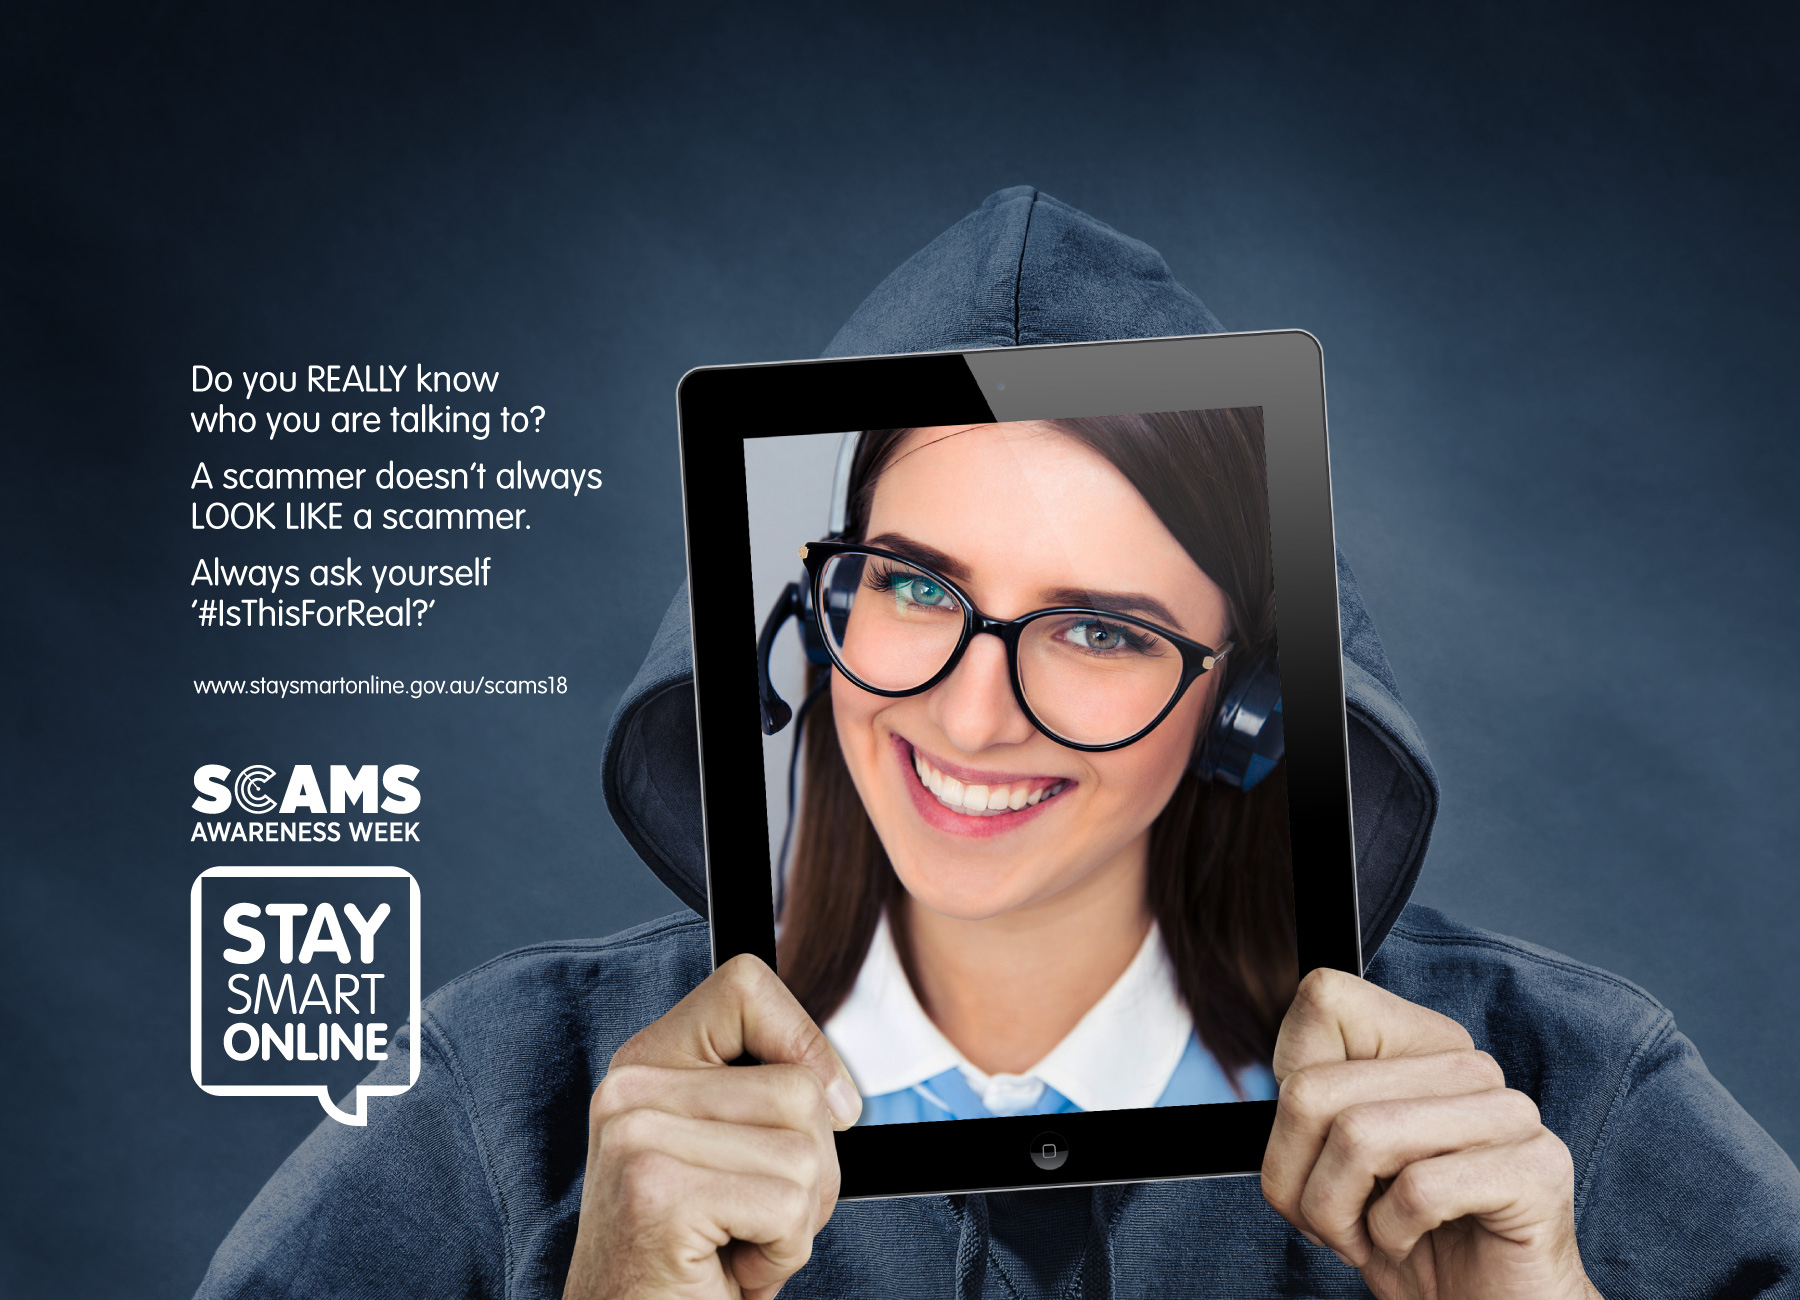 Do you REALLY know
who you are talking to?
A scammer doesn't always
LOOK LIKE a scammer.
Always ask yourself
'#IsThisForReal?'
www.staysmartonline.gov.au/scams18
SCAMS
AWARENESS WEEK
STAY
SMART
ONLINE